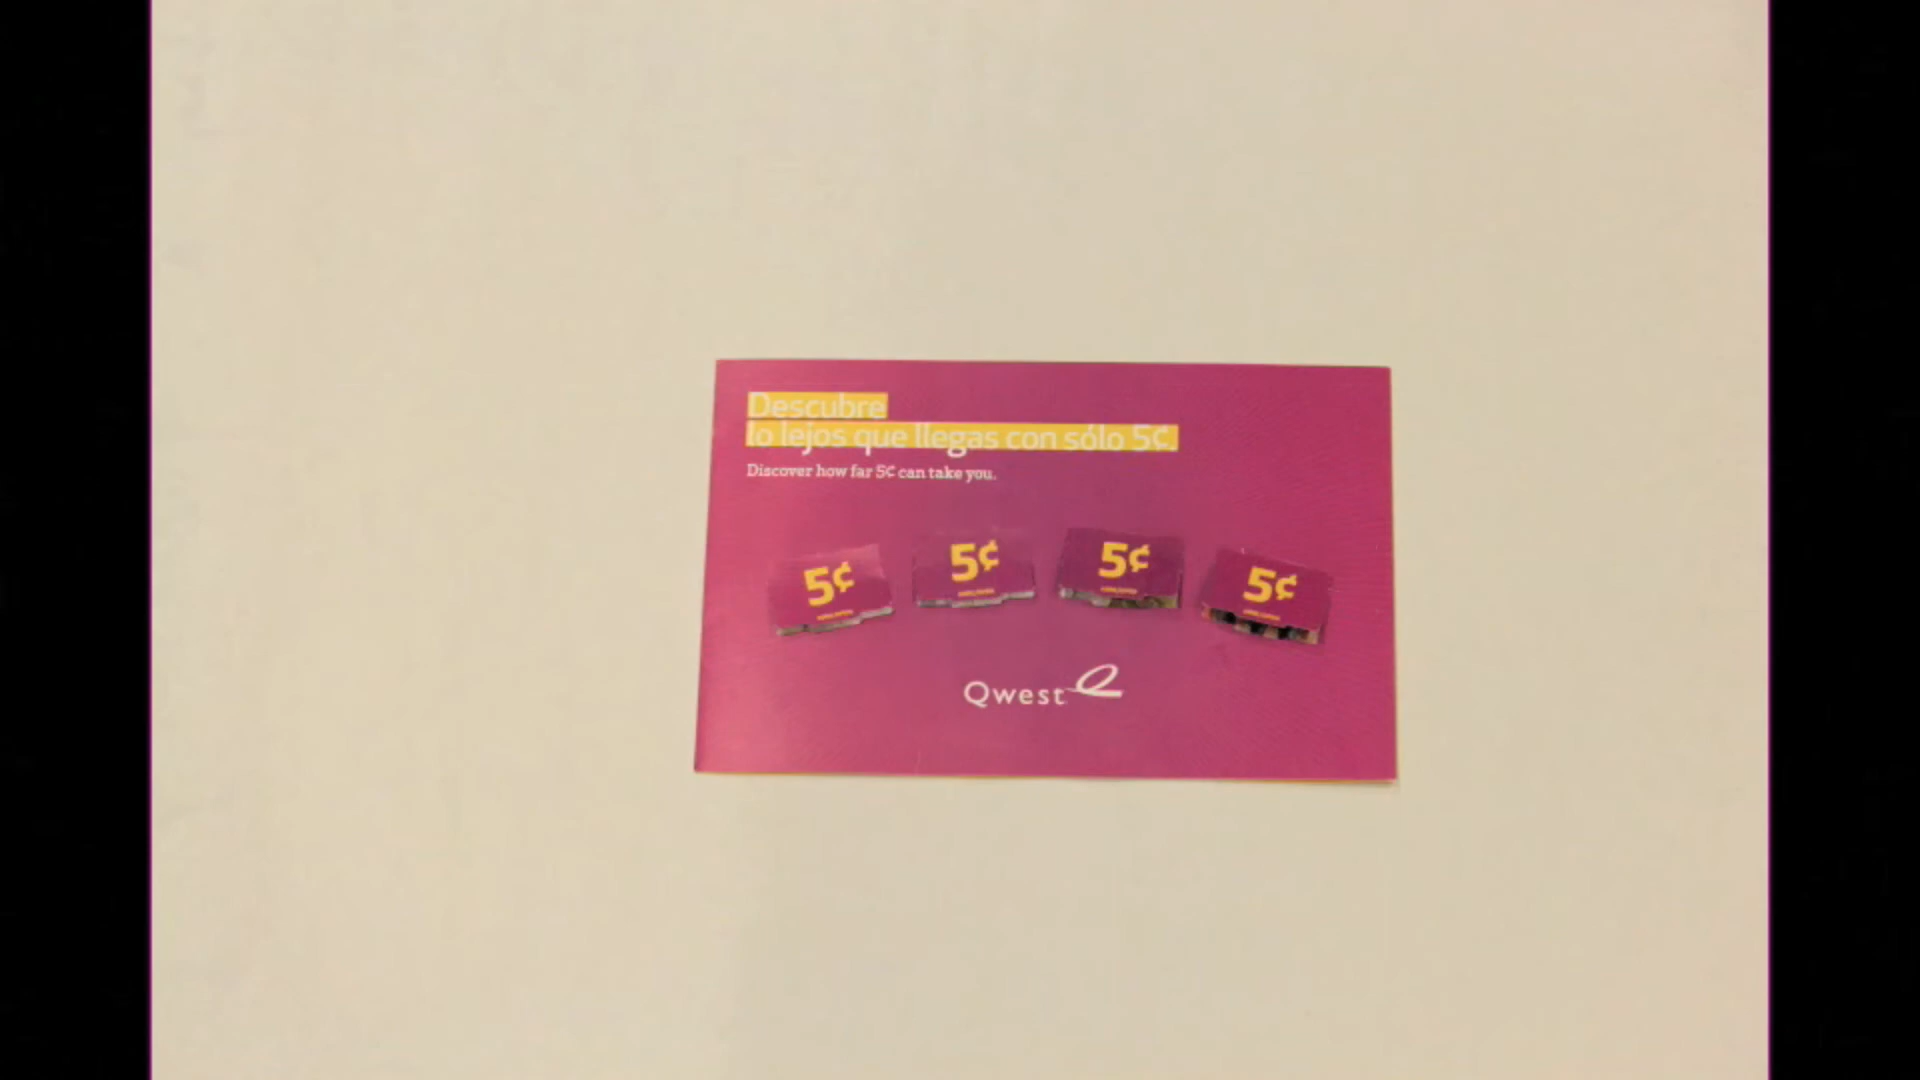 Descubre
lo lejos que llegas con sólo 5¢.
Discover how far 5¢ can take you.
5¢
5¢
5¢
5¢
Qwest